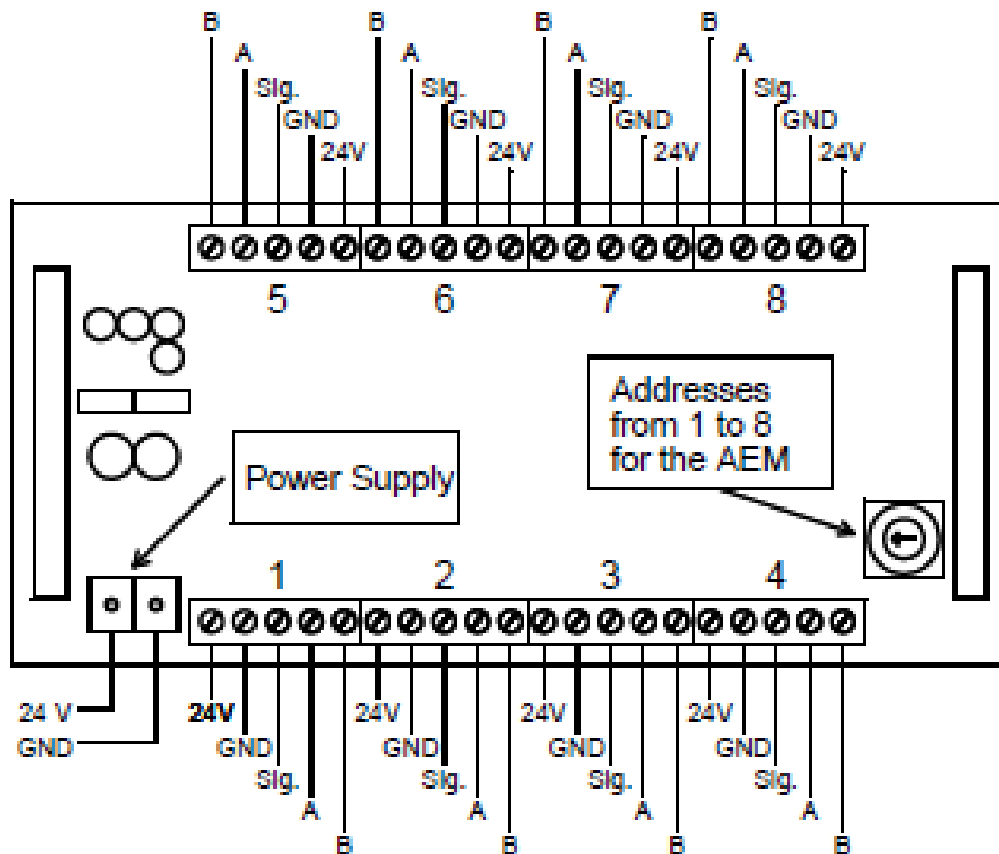 B B B B
A A A A
Sig. Sig. Sig. Sig.
GND GND GND GND
24V 24V 24V 24V
5 6 7 8
Addresses
from 1 to 8
for the AEM
Power Supply
1 2 3 4
24 V 24V 24V 24V 24V
GND GND GND GND GND
Sig. Sig. Sig. Sig.
A A A A
B B B B